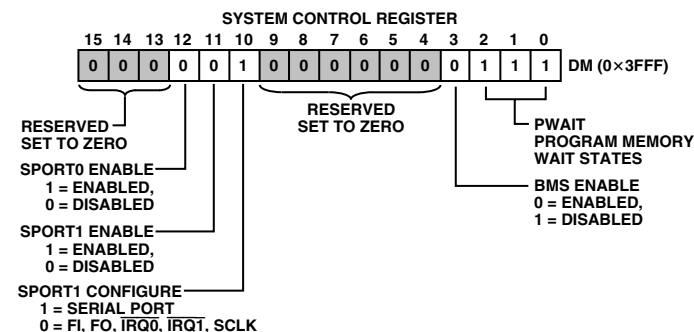 SYSTEM CONTROL REGISTER
15 14 13 12 11 10 9 8 7 6 5 4 3 2 1 0
0 0 0 0 0 1 0 0 0 0 0 0 0 1 1 1 DM (0×3FFF)
RESERVED
SET TO ZERO
SPORT0 ENABLE
1 = ENABLED,
0 = DISABLED
SPORT1 ENABLE
1 = ENABLED,
0 = DISABLED
SPORT1 CONFIGURE
1 = SERIAL PORT
0 = FI, FO, IRQ0, IRQ1, SCLK
RESERVED
SET TO ZERO
PWAIT
PROGRAM MEMORY
WAIT STATES
BMS ENABLE
0 = ENABLED,
1 = DISABLED